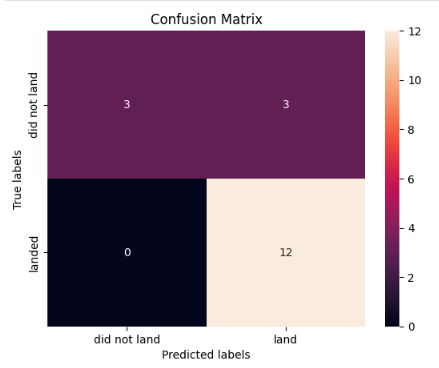 Confusion Matrix
True labels
did not land
landed
3
3
0
12
did not land
land
Predicted labels
12
10
8
6
4
2
0